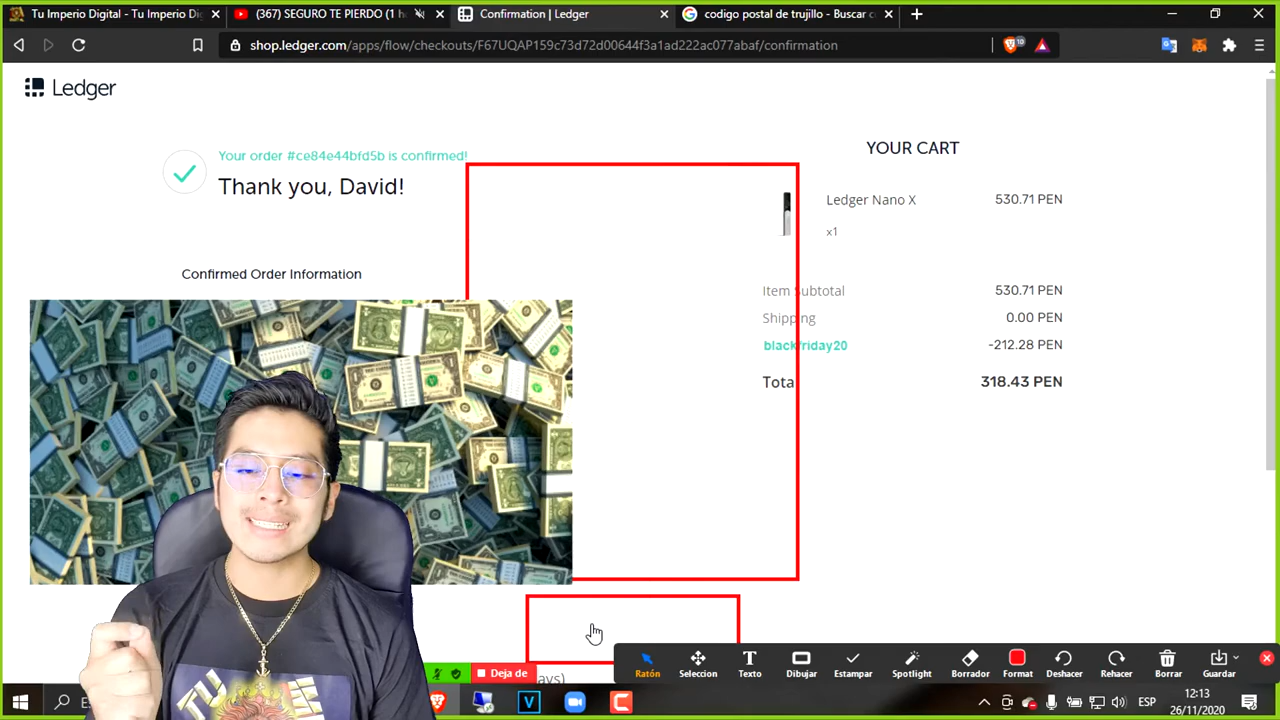 Tu Imperio Digital - Tu Imperio Di
(367) SEGURO TE PIERDO (1 h
Confirmation | Ledger
codigo postal de trujillo - Buscar c
shop.ledger.com/apps/flow/checkouts/F67UQAP159c73d72d00644f3a1ad222ac077abaf/confirmation
10
Ledger
Your order #ce84e44bfd5b is confirmed!
Thank you, David!
Confirmed Order Information
YOUR CART
Ledger Nano X 530.71 PEN
x1
Item Subtotal 530.71 PEN
Shipping 0.00 PEN
blackfriday20 -212.28 PEN
Total 318.43 PEN
TU
Deja de
ays)
Ratón Seleccion Texto Dibujar Estampar Spotlight Borrador Format Deshacer Rehacer Borrar Guardar
ESP
12:13
26/11/2020